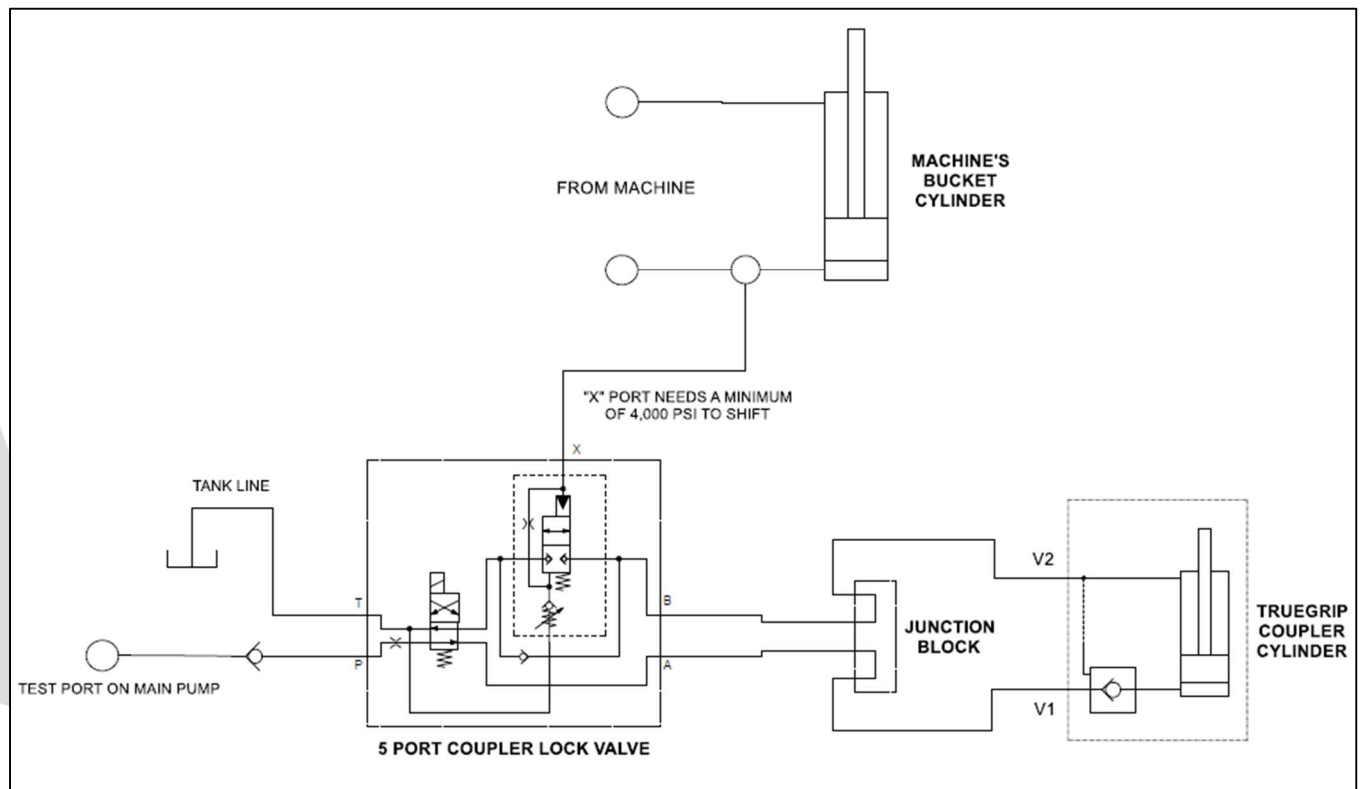 MACHINE'S
BUCKET
CYLINDER
FROM MACHINE
"X" PORT NEEDS A MINIMUM
OF 4,000 PSI TO SHIFT
X
TANK LINE
T
P
B
A
TEST PORT ON MAIN PUMP
5 PORT COUPLER LOCK VALVE
JUNCTION
BLOCK
V2
V1
TRUEGRIP
COUPLER
CYLINDER